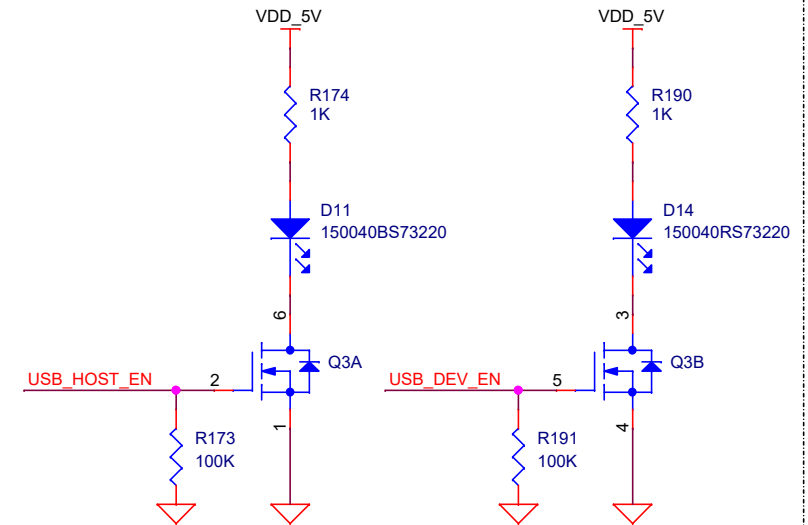 VDD_5V
VDD_5V
R174
1K
R190
1K
D11
150040BS73220
D14
150040RS73220
6
3
Q3A
Q3B
USB_HOST_EN
2
USB_DEV_EN
5
1
4
R173
100K
R191
100K